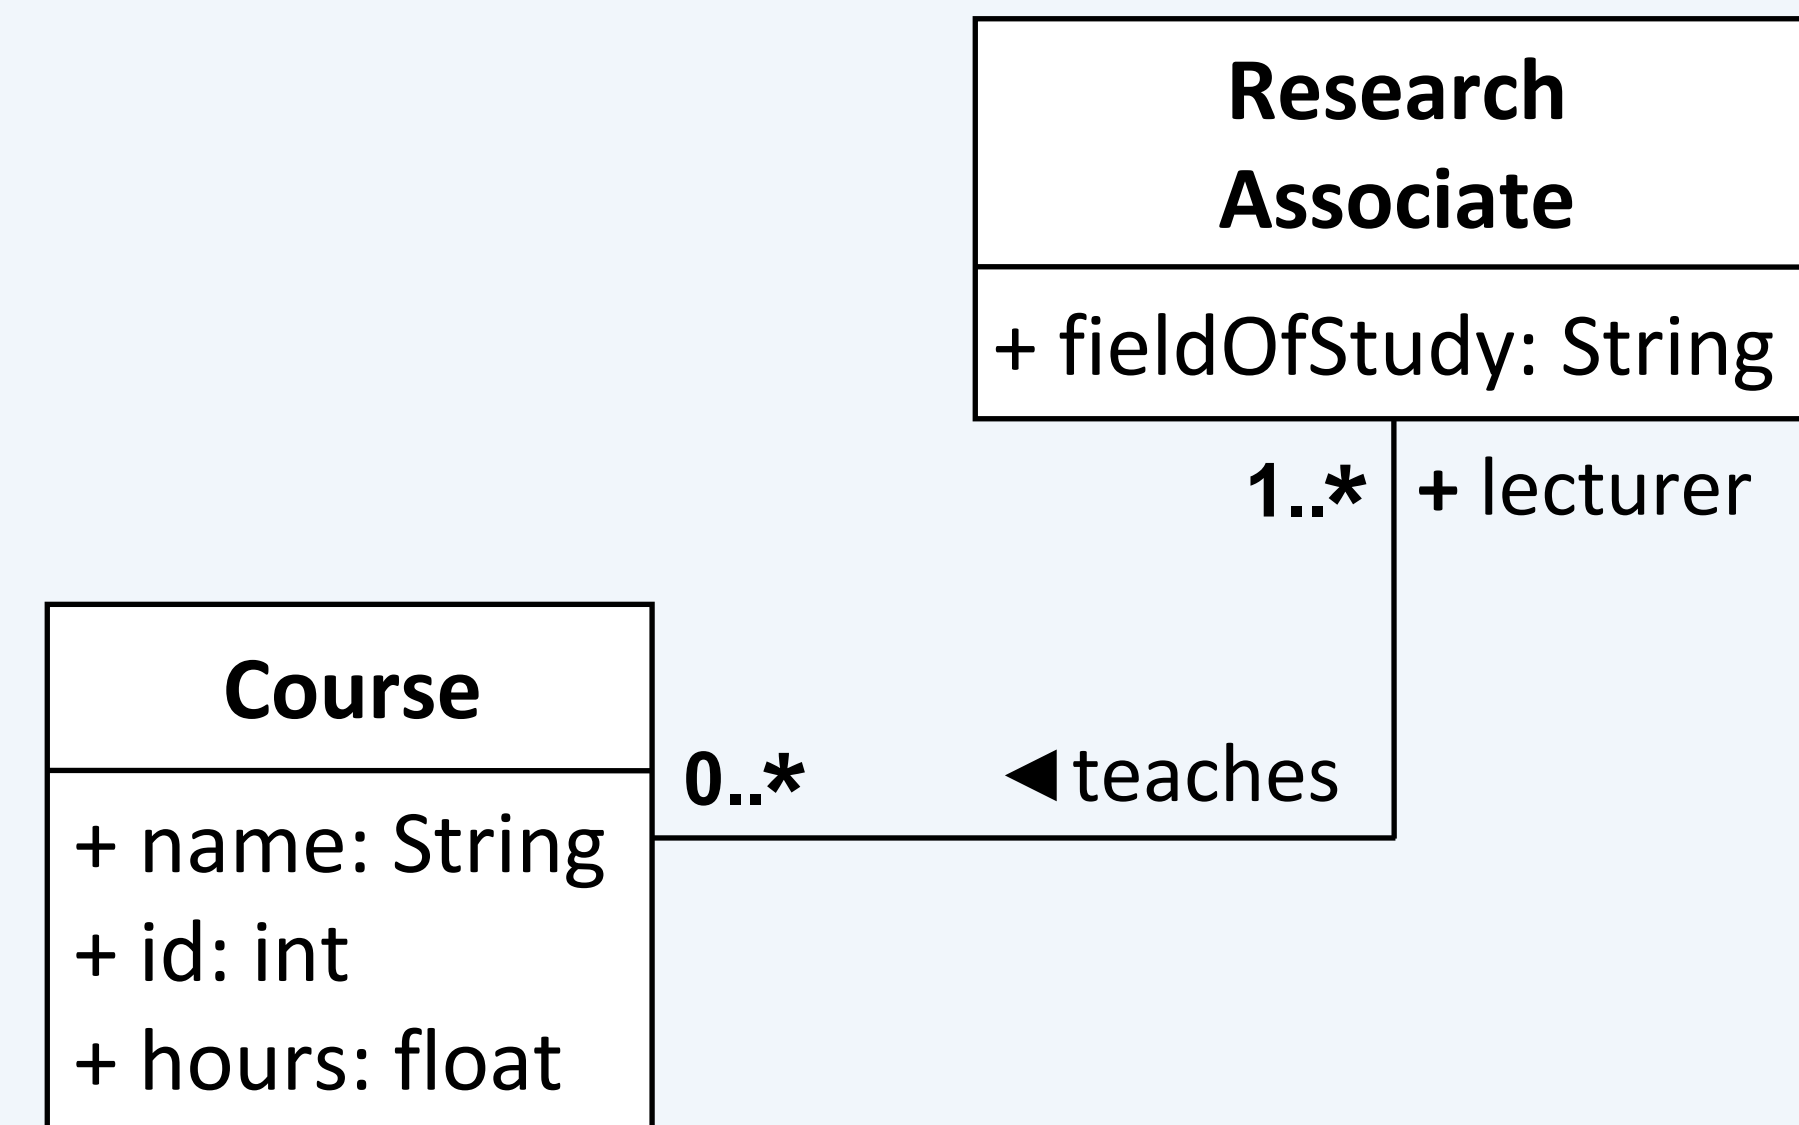 Research
Associate
+ fieldOfStudy: String
1..* + lecturer
Course
0..* ◀ teaches
+ name: String
+ id: int
+ hours: float